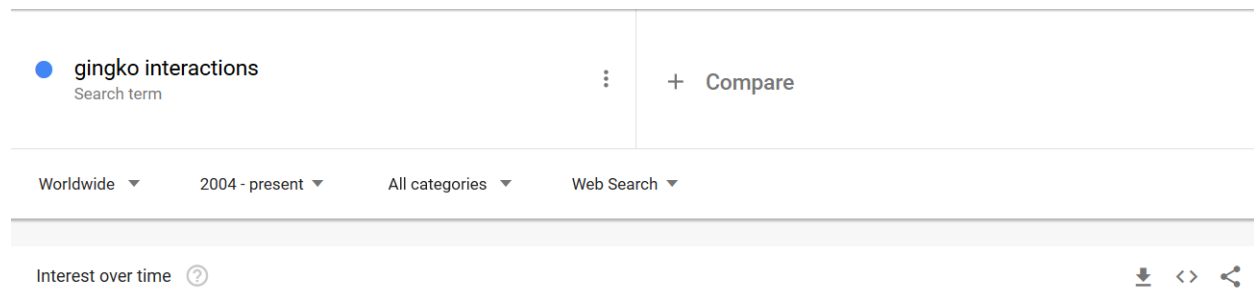 gingko interactions
Search term
+ Compare
Worldwide
2004 - present
All categories
Web Search
Interest over time ?